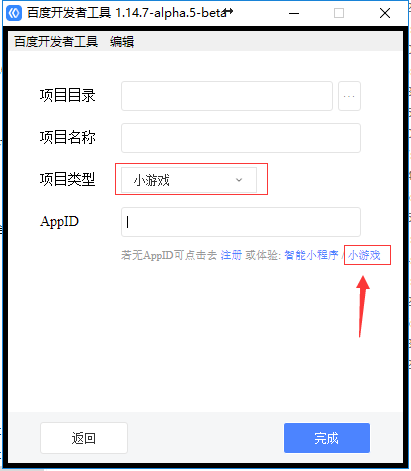 百度开发者工具 1.14.7-alpha.5-beta
百度开发者工具 编辑
项目目录 ...
项目名称
项目类型 小游戏
AppID
若无AppID可点击去 注册 或体验: 智能小程序 / 小游戏
返回 完成